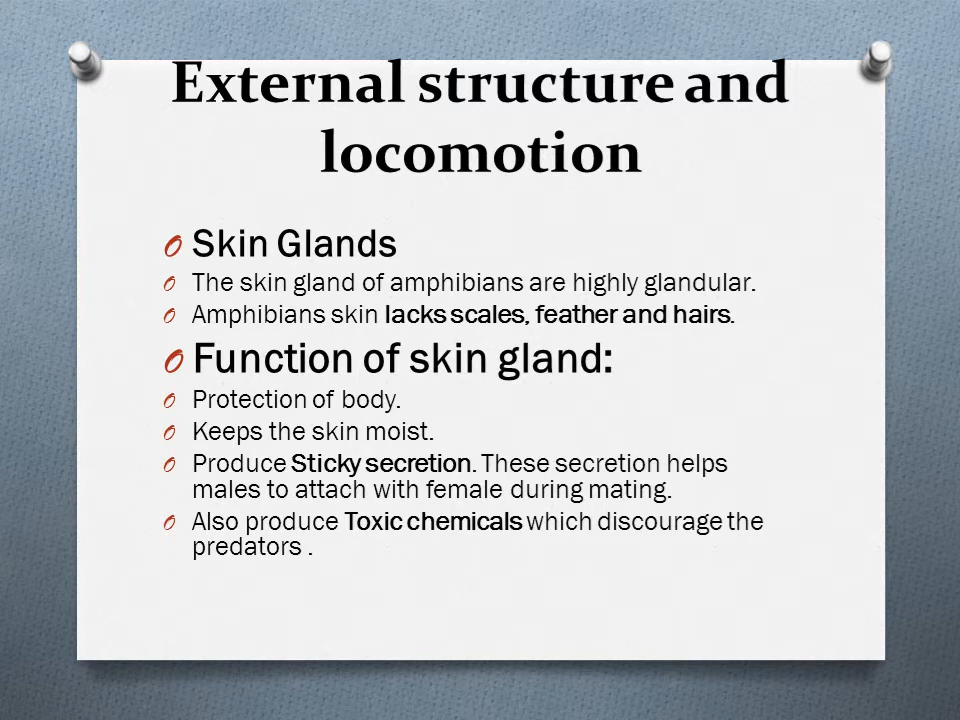 External structure and
locomotion
Skin Glands
The skin gland of amphibians are highly glandular.
Amphibians skin lacks scales, feather and hairs.
Function of skin gland:
Protection of body.
Keeps the skin moist.
Produce Sticky secretion. These secretion helps
males to attach with female during mating.
Also produce Toxic chemicals which discourage the
predators .